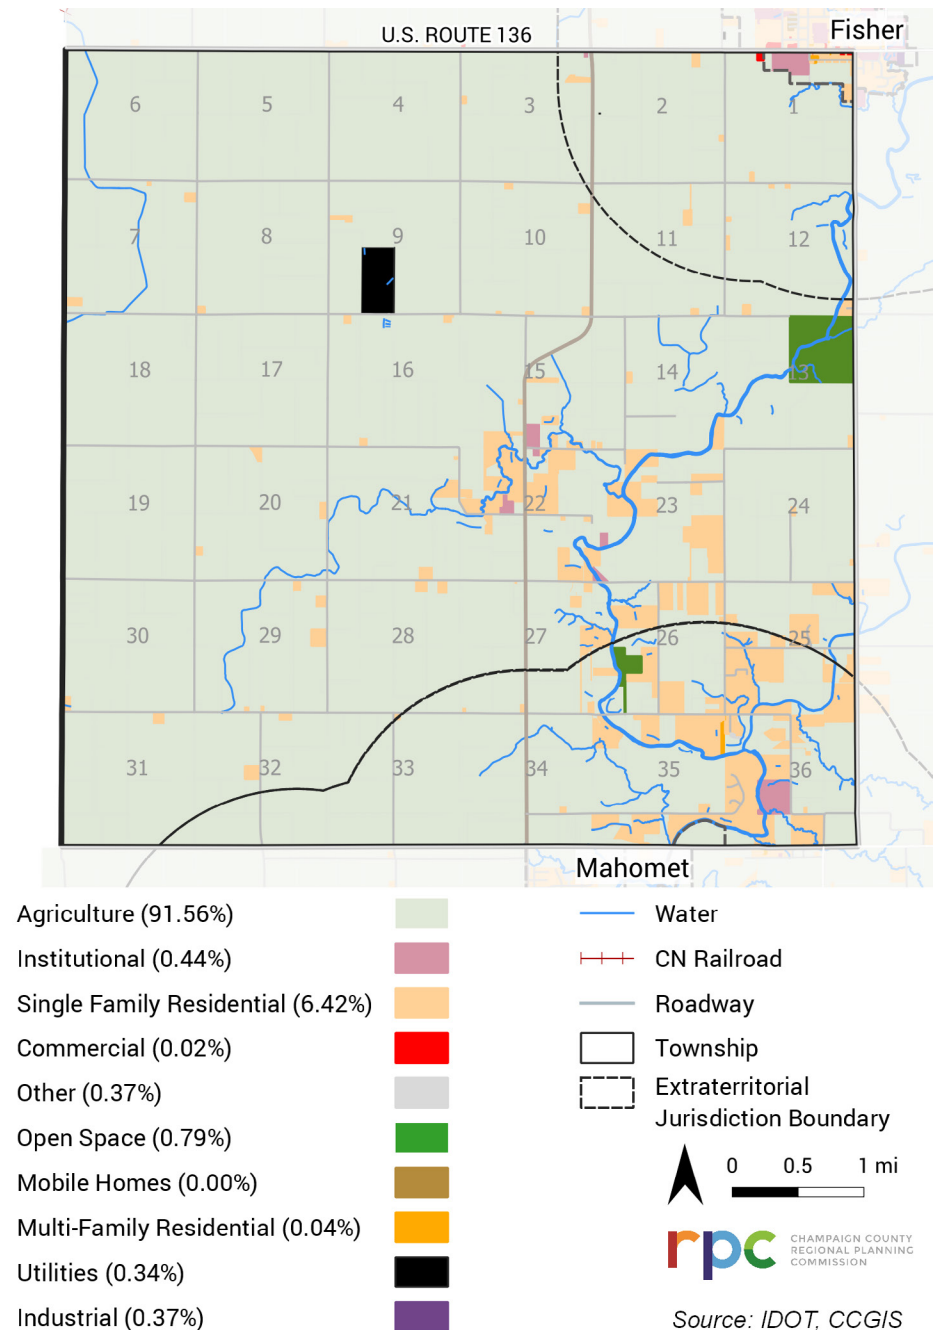 Fisher
U.S. ROUTE 136
6 5 4 3 2 1
7 8 9 10 11 12
18 17 16 15 14 13
19 20 21 22 23 24
30 29 28 27 26 25
31 32 33 34 35 36
Mahomet
Agriculture (91.56%)
Institutional (0.44%)
Single Family Residential (6.42%)
Commercial (0.02%)
Other (0.37%)
Open Space (0.79%)
Mobile Homes (0.00%)
Multi-Family Residential (0.04%)
Utilities (0.34%)
Industrial (0.37%)
Water
CN Railroad
Roadway
Township
Extraterritorial
Jurisdiction Boundary
0 0.5 1 mi
rpc
CHAMPAIGN COUNTY
REGIONAL PLANNING
COMMISSION
Source: IDOT, CCGIS